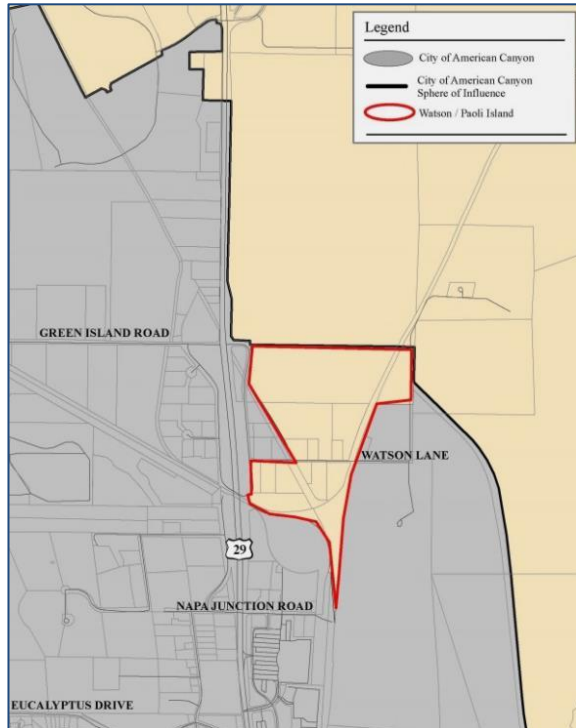 Legend
City of American Canyon
City of American Canyon
Sphere of Influence
Watson / Paoli Island
GREEN ISLAND ROAD
WATSON LANE
29
NAPA JUNCTION ROAD
EUCALYPTUS DRIVE